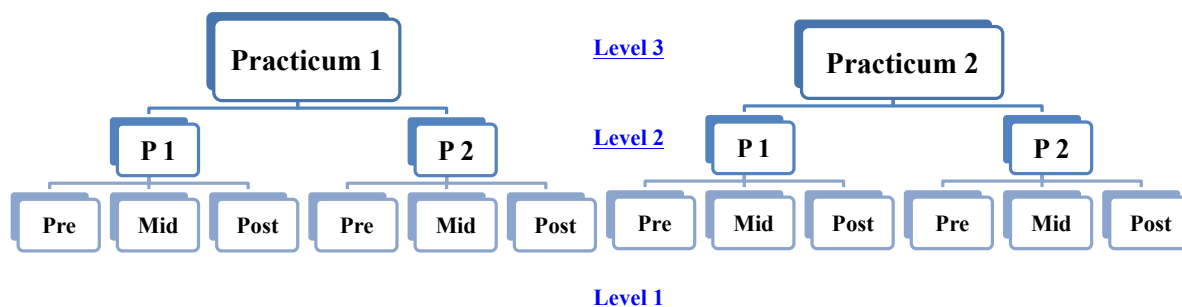 Practicum 1
Level 3
Practicum 2
P 1
P 2
Level 2
P 1
P 2
Pre
Mid
Post
Pre
Mid
Post
Pre
Mid
Post
Pre
Mid
Post
Level 1